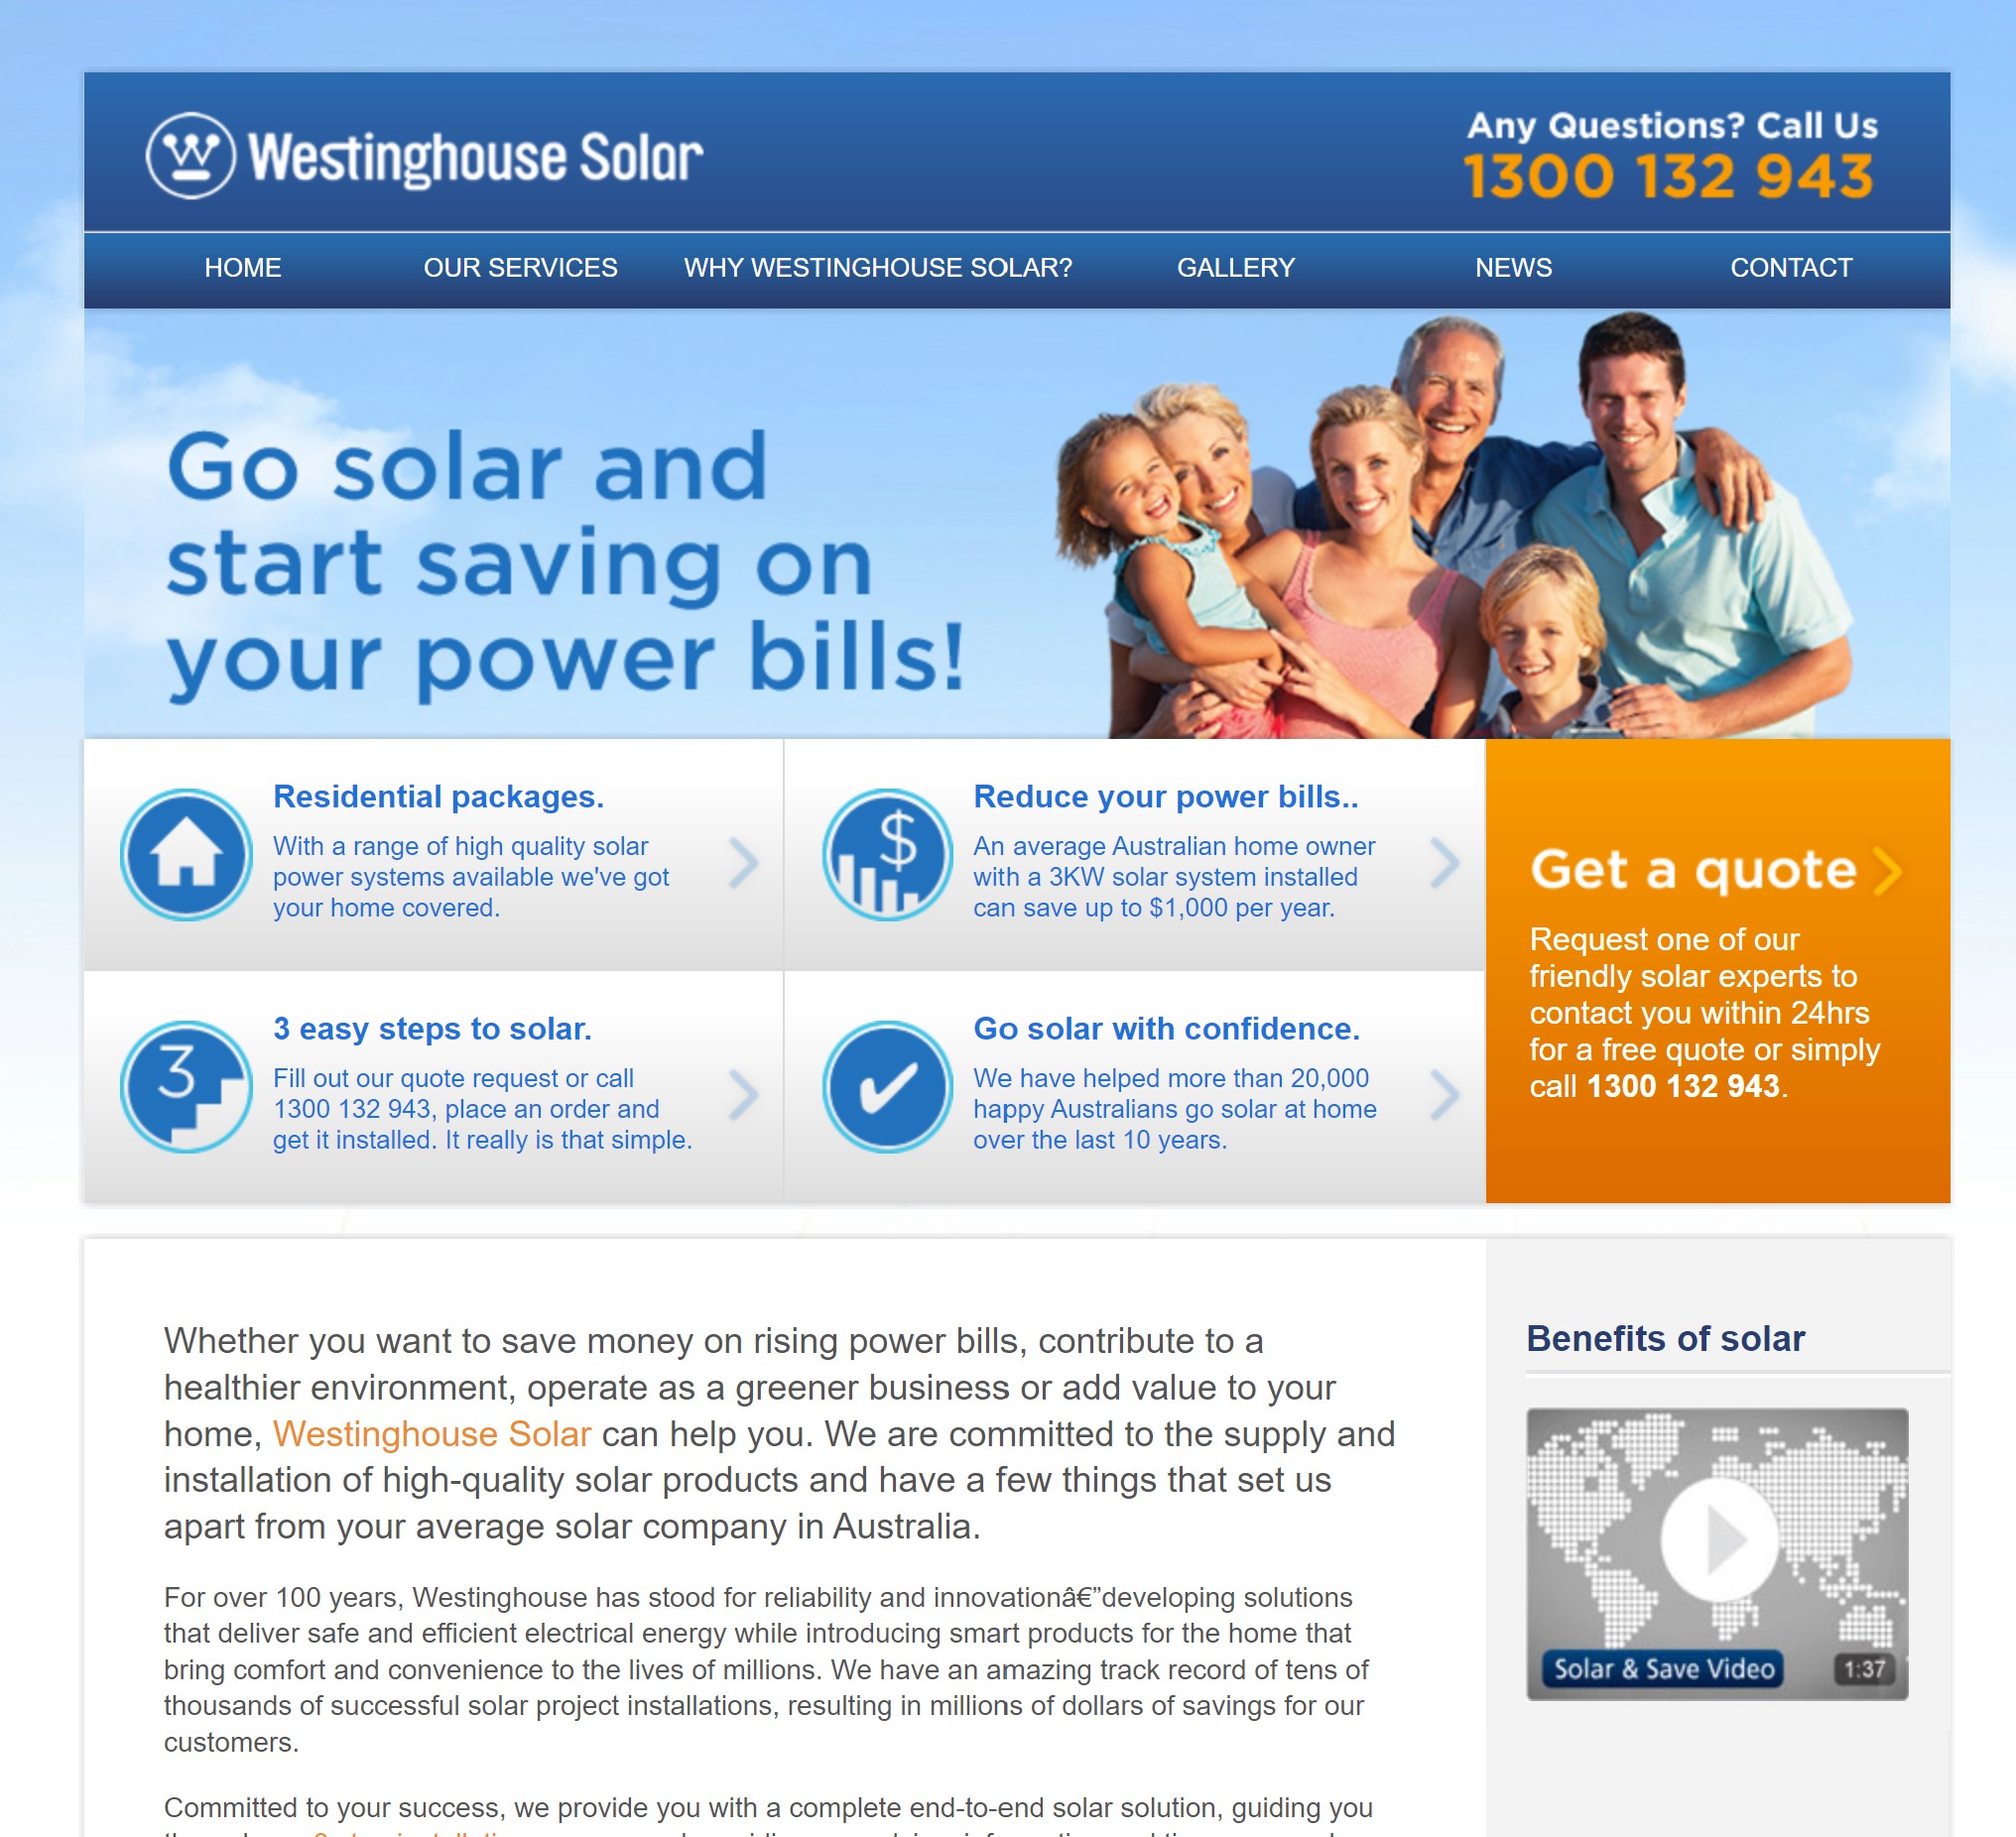 Westinghouse Solar
Any Questions? Call Us
1300 132 943
HOME
OUR SERVICES
WHY WESTINGHOUSE SOLAR?
GALLERY
NEWS
CONTACT
Go solar and
start saving on
your power bills!
Residential packages.
With a range of high quality solar
power systems available we've got
your home covered.
Reduce your power bills..
An average Australian home owner
with a 3KW solar system installed
can save up to $1,000 per year.
3 easy steps to solar.
Fill out our quote request or call
1300 132 943, place an order and
get it installed. It really is that simple.
Go solar with confidence.
We have helped more than 20,000
happy Australians go solar at home
over the last 10 years.
Get a quote
Request one of our
friendly solar experts to
contact you within 24hrs
for a free quote or simply
call 1300 132 943.
Whether you want to save money on rising power bills, contribute to a
healthier environment, operate as a greener business or add value to your
home, Westinghouse Solar can help you. We are committed to the supply and
installation of high-quality solar products and have a few things that set us
apart from your average solar company in Australia.
For over 100 years, Westinghouse has stood for reliability and innovationâ€”developing solutions
that deliver safe and efficient electrical energy while introducing smart products for the home that
bring comfort and convenience to the lives of millions. We have an amazing track record of tens of
thousands of successful solar project installations, resulting in millions of dollars of savings for our
customers.
Committed to your success, we provide you with a complete end-to-end solar solution, guiding you
Benefits of solar
Solar & Save Video
1:37